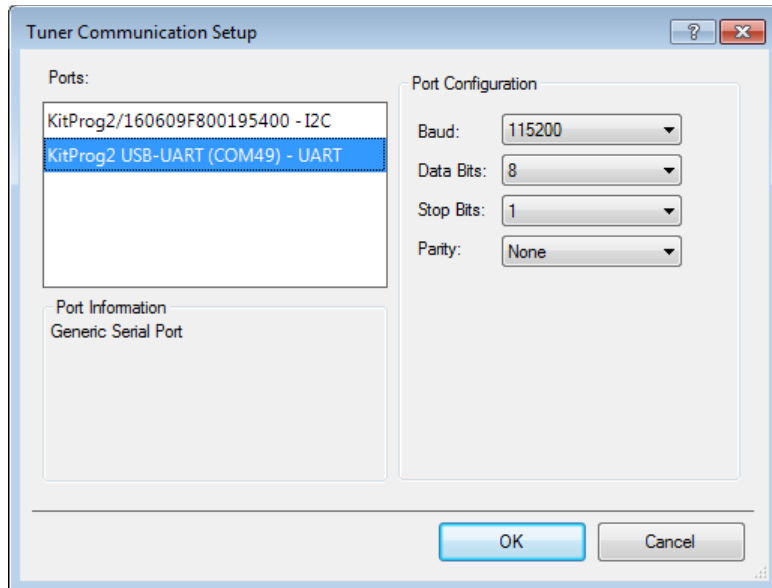 Tuner Communication Setup
Ports:
KitProg2/160609F800195400 - I2C
KitProg2 USB-UART (COM49) - UART
Port Information
Generic Serial Port
Port Configuration
Baud: 115200
Data Bits: 8
Stop Bits: 1
Parity: None
OK Cancel